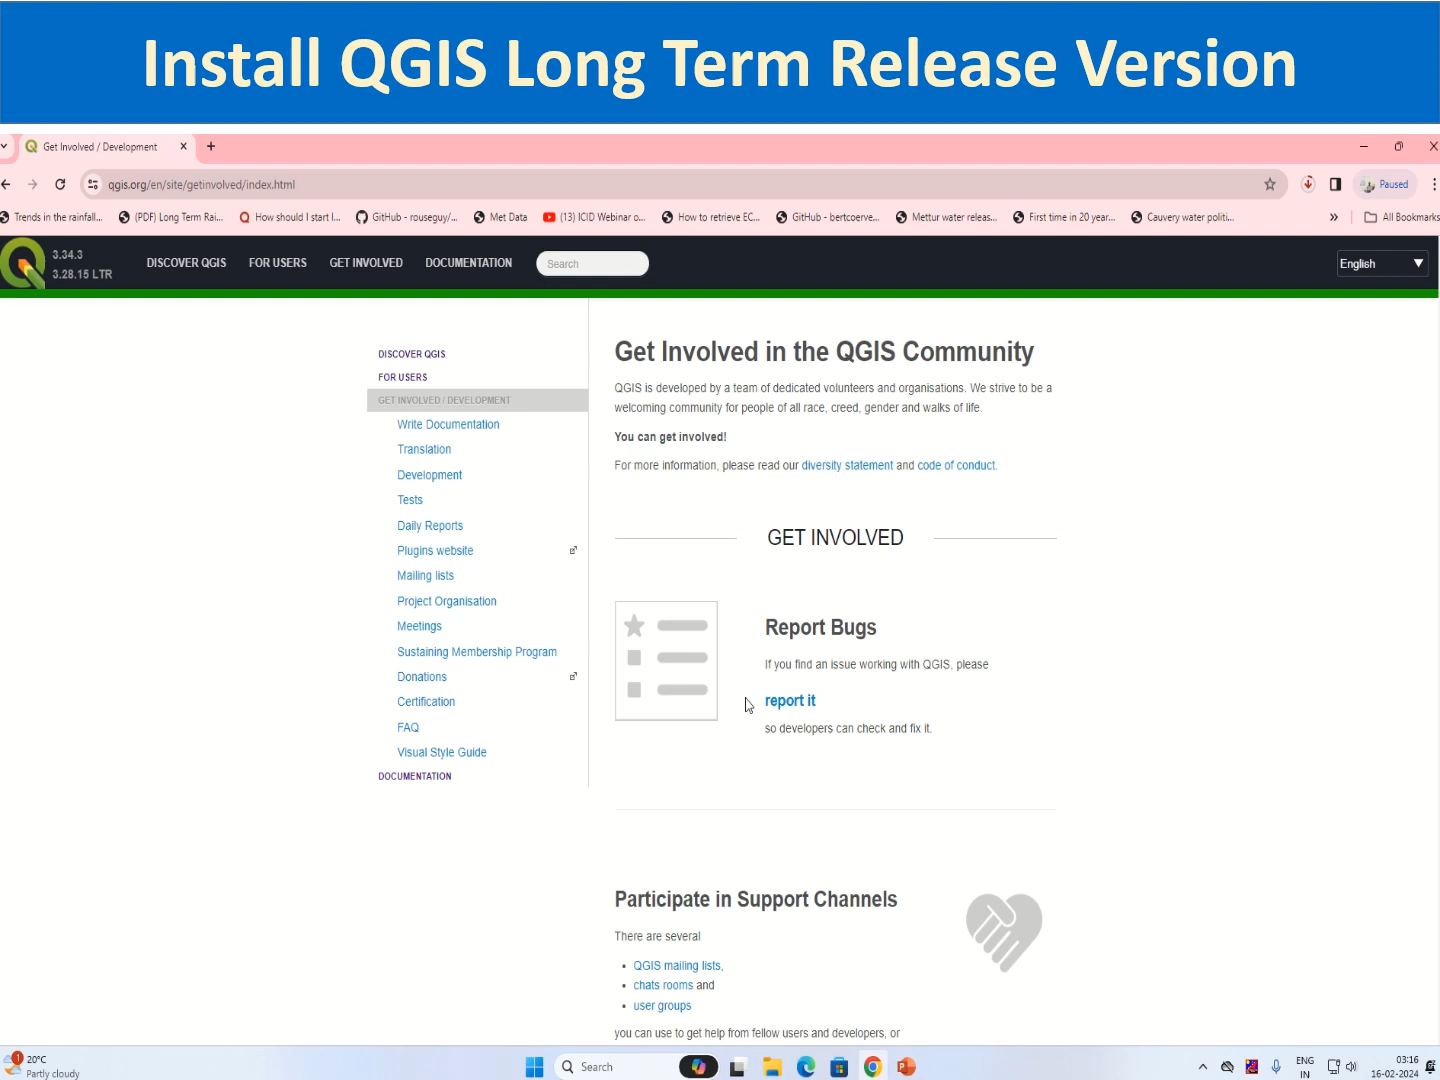 Install QGIS Long Term Release Version
Get Involved / Development
qgis.org/en/site/getinvolved/index.html
Paused
Trends in the rainfall... (PDF) Long Term Rai... How should I start l... GitHub - rouseguy/... Met Data (13) ICID Webinar o... How to retrieve EC... GitHub - bertcoerve... Mettur water releas... First time in 20 year... Cauvery water politi... » All Bookmarks
3.34.3
3.28.15 LTR
DISCOVER QGIS FOR USERS GET INVOLVED DOCUMENTATION Search English
DISCOVER QGIS
FOR USERS
GET INVOLVED / DEVELOPMENT
Write Documentation
Translation
Development
Tests
Daily Reports
Plugins website
Mailing lists
Project Organisation
Meetings
Sustaining Membership Program
Donations
Certification
FAQ
Visual Style Guide
DOCUMENTATION
Get Involved in the QGIS Community
QGIS is developed by a team of dedicated volunteers and organisations. We strive to be a
welcoming community for people of all race, creed, gender and walks of life.
You can get involved!
For more information, please read our diversity statement and code of conduct.
GET INVOLVED
Report Bugs
If you find an issue working with QGIS, please
report it
so developers can check and fix it.
Participate in Support Channels
There are several
• QGIS mailing lists,
• chats rooms and
• user groups
you can use to get help from fellow users and developers, or
1
20°C
Partly cloudy
Search
ENG
IN
03:16
16-02-2024